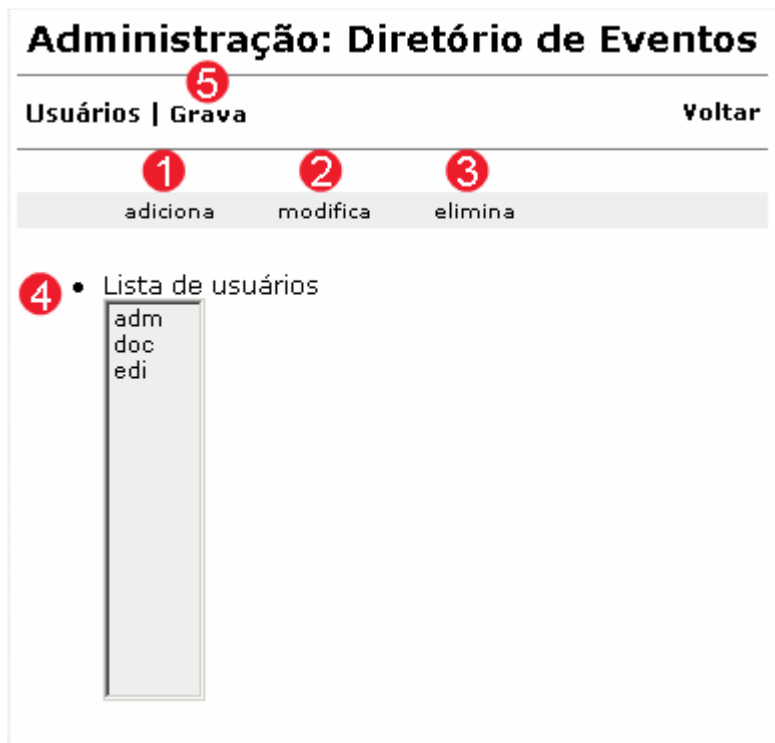 Administração: Diretório de Eventos
5
Usuários | Grava Voltar
1 2 3
adiciona modifica elimina
4 • Lista de usuários
adm
doc
edi